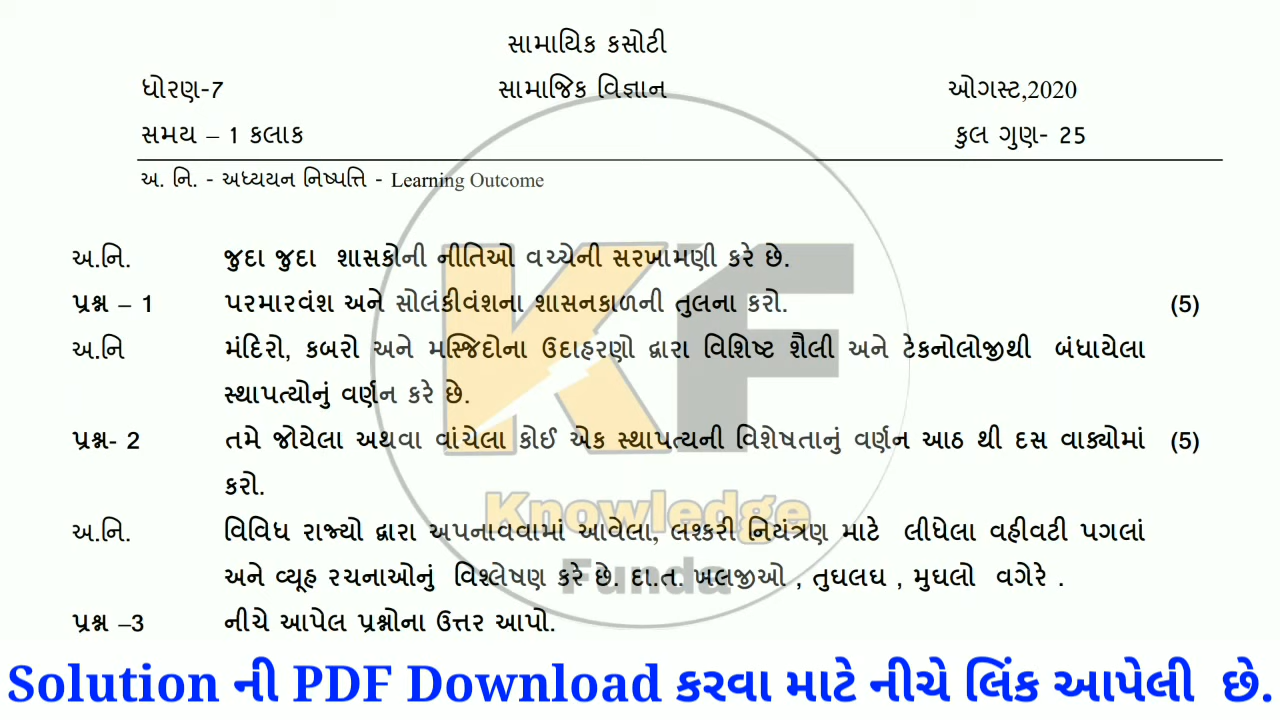 સામાયિક કસોટી
ધોરણ-7 સામાજિક વિજ્ઞાન ઓગસ્ટ,2020
સમય – 1 કલાક કુલ ગુણ- 25
અ. નિ. - અધ્યયન નિષ્પત્તિ - Learning Outcome
અ.નિ. જુદા જુદા શાસકોની નીતિઓ વચ્ચેની સરખામણી કરે છે.
પ્રશ્ન – 1 પરમારવંશ અને સોલંકીવંશના શાસનકાળની તુલના કરો. (5)
અ.નિ મંદિરો, કબરો અને મસ્જિદોના ઉદાહરણો દ્વારા વિશિષ્ટ શૈલી અને ટેકનોલોજીથી બંધાયેલા
સ્થાપત્યોનું વર્ણન કરે છે.
પ્રશ્ન- 2 તમે જોયેલા અથવા વાંચેલા કોઈ એક સ્થાપત્યની વિશેષતાનું વર્ણન આઠ થી દસ વાક્યોમાં (5)
કરો.
અ.નિ. વિવિધ રાજ્યો દ્વારા અપનાવવામાં આવેલા, લશ્કરી નિયંત્રણ માટે લીધેલા વહીવટી પગલાં
અને વ્યૂહ રચનાઓનું વિશ્લેષણ કરે છે. દા.ત. ખલજીઓ , તુઘલઘ , મુઘલો વગેરે .
પ્રશ્ન –3 નીચે આપેલ પ્રશ્નોના ઉત્તર આપો.
KF
Knowledge
Funda
Solution ની PDF Download કરવા માટે નીચે લિંક આપેલી છે.